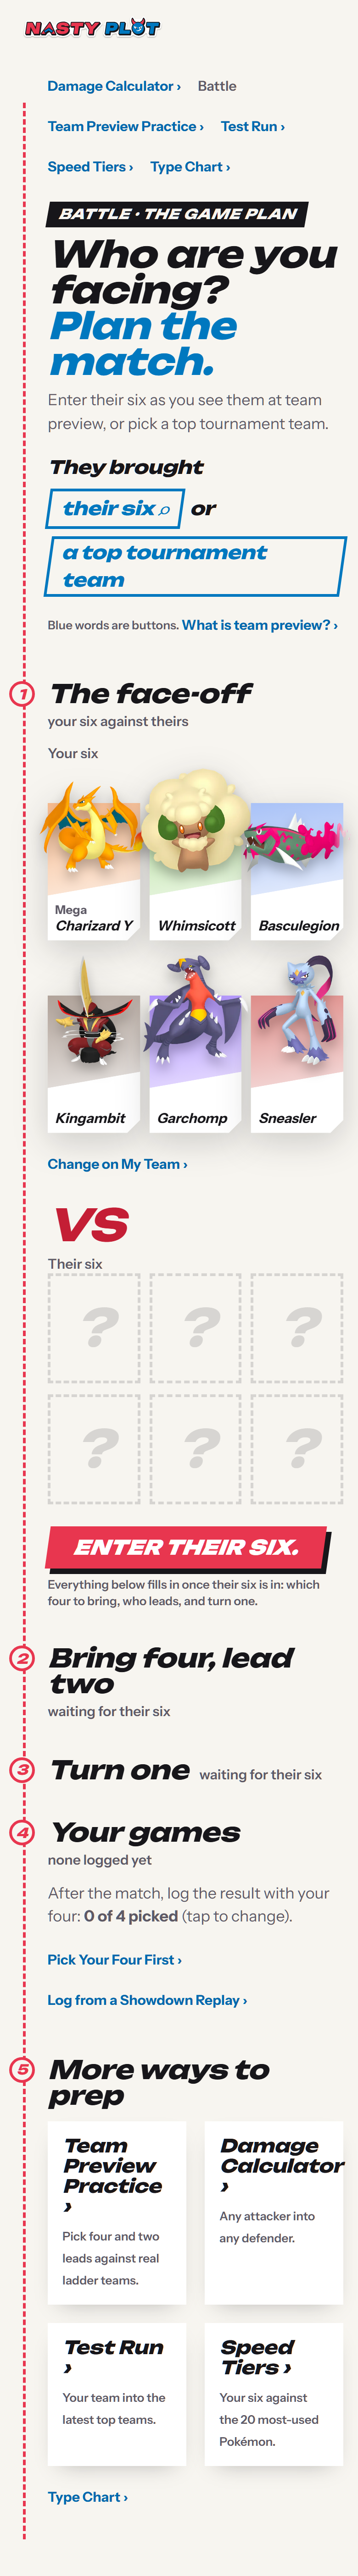 NASTY PLOT
Damage Calculator › Battle
Team Preview Practice › Test Run ›
Speed Tiers › Type Chart ›
BATTLE · THE GAME PLAN
Who are you
facing?
Plan the
match.
Enter their six as you see them at team
preview, or pick a top tournament team.
They brought
their six or
a top tournament
team
Blue words are buttons. What is team preview? ›
1 The face-off
your six against theirs
Your six
Mega
Charizard Y Whimsicott Basculegion
Kingambit Garchomp Sneasler
Change on My Team ›
VS
Their six
? ? ?
? ? ?
ENTER THEIR SIX.
Everything below fills in once their six is in: which
four to bring, who leads, and turn one.
2 Bring four, lead
two
waiting for their six
3 Turn one waiting for their six
4 Your games
none logged yet
After the match, log the result with your
four: 0 of 4 picked (tap to change).
Pick Your Four First ›
Log from a Showdown Replay ›
5 More ways to
prep
Team
Preview
Practice
›
Pick four and two
leads against real
ladder teams.
Damage
Calculator
›
Any attacker into
any defender.
Test Run
›
Your team into the
latest top teams.
Speed
Tiers ›
Your six against
the 20 most-used
Pokémon.
Type Chart ›